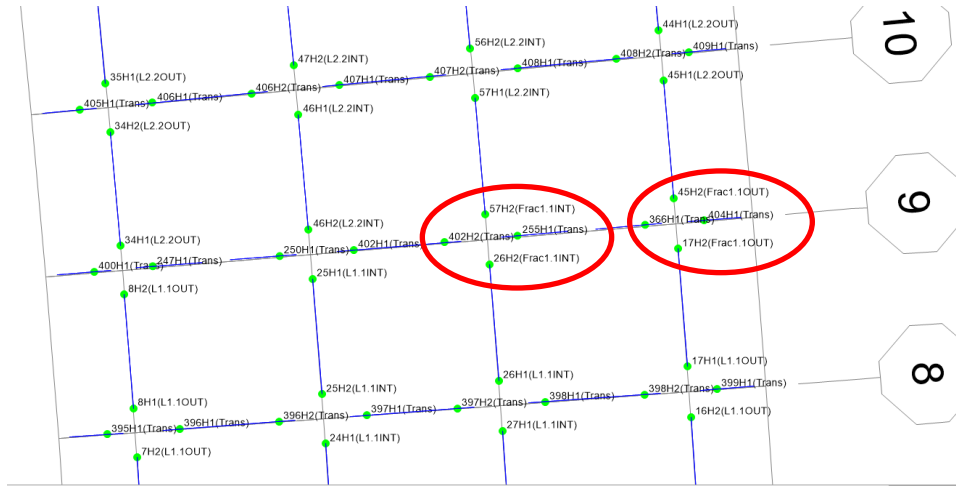 44H1(L2.2OUT)
56H2(L2.2INT)
47H2(L2.2INT)
35H1(L2.2OUT)
409H1(Trans)
408H2(Trans)
408H1(Trans)
407H2(Trans)
407H1(Trans)
406H2(Trans)
406H1(Trans)
405H1(Trans)
10
45H1(L2.2OUT)
57H1(L2.2INT)
46H1(L2.2INT)
34H2(L2.2OUT)
45H2(Frac1.1OUT)
57H2(Frac1.1INT)
46H2(L2.2INT)
34H1(L2.2OUT)
404H1(Trans)
366H1(Trans)
255H1(Trans)
402H2(Trans)
402H1(Trans)
250H1(Trans)
247H1(Trans)
400H1(Trans)
9
17H2(Frac1.1OUT)
26H2(Frac1.1INT)
25H1(L1.1INT)
8H2(L1.1OUT)
17H1(L1.1OUT)
26H1(L1.1INT)
25H2(L1.1INT)
8H1(L1.1OUT)
399H1(Trans)
398H2(Trans)
398H1(Trans)
397H2(Trans)
397H1(Trans)
396H2(Trans)
396H1(Trans)
395H1(Trans)
8
16H2(L1.1OUT)
27H1(L1.1INT)
24H1(L1.1INT)
7H2(L1.1OUT)